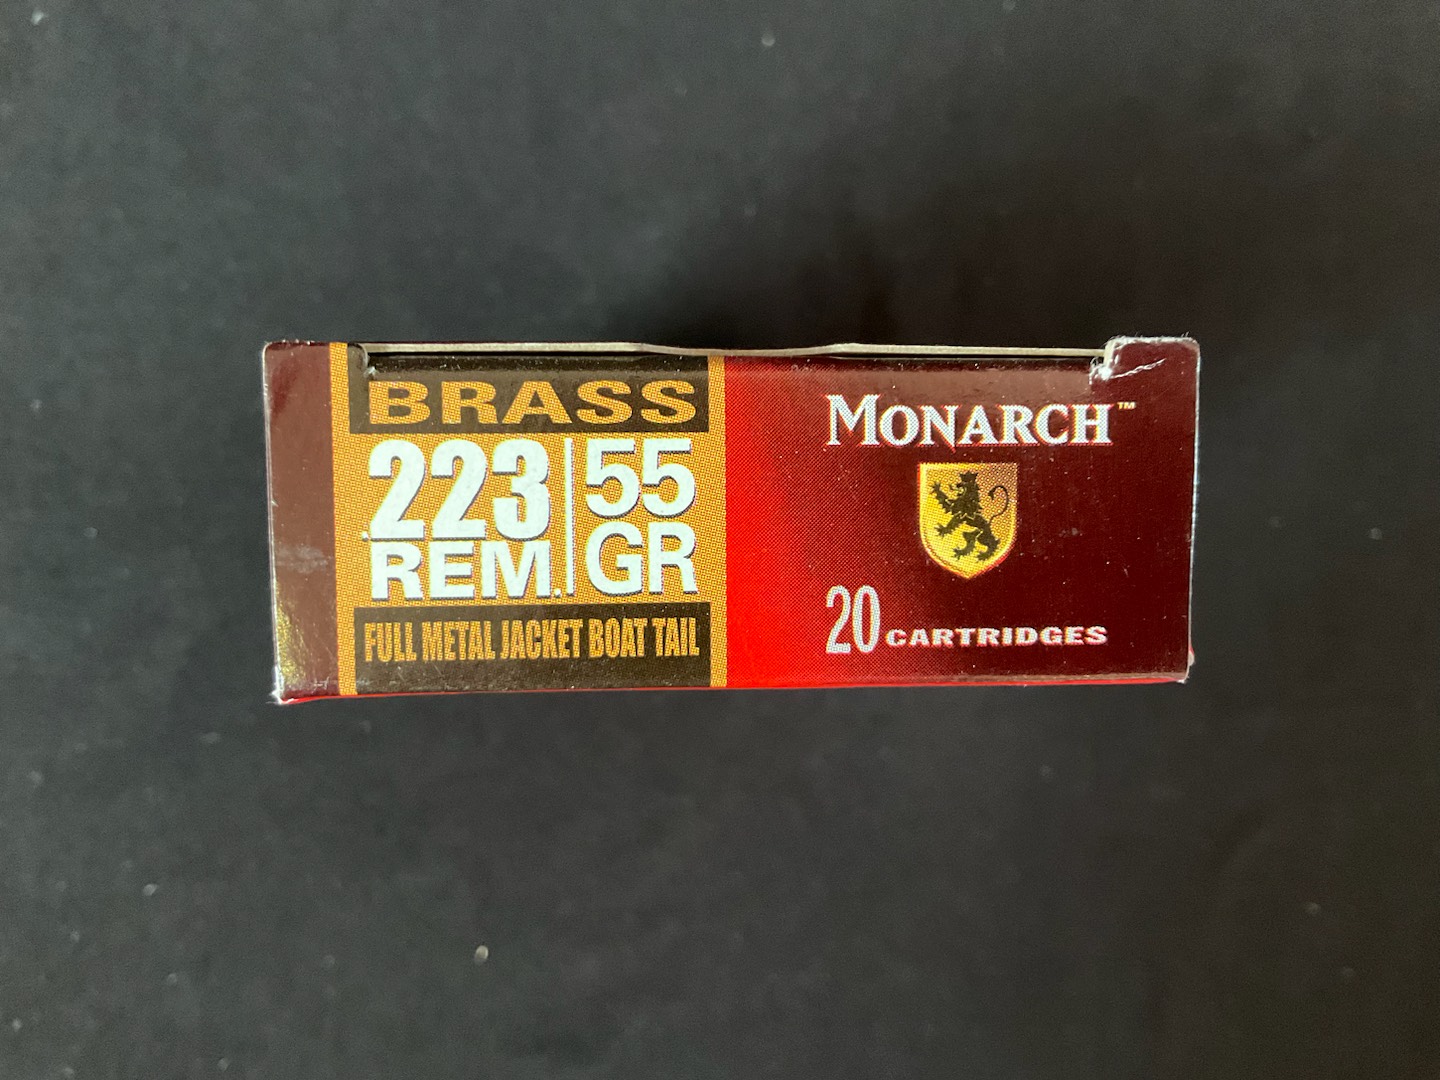 BRASS
.223 REM.
55 GR
FULL METAL JACKET BOAT TAIL
MONARCH™
20 CARTRIDGES